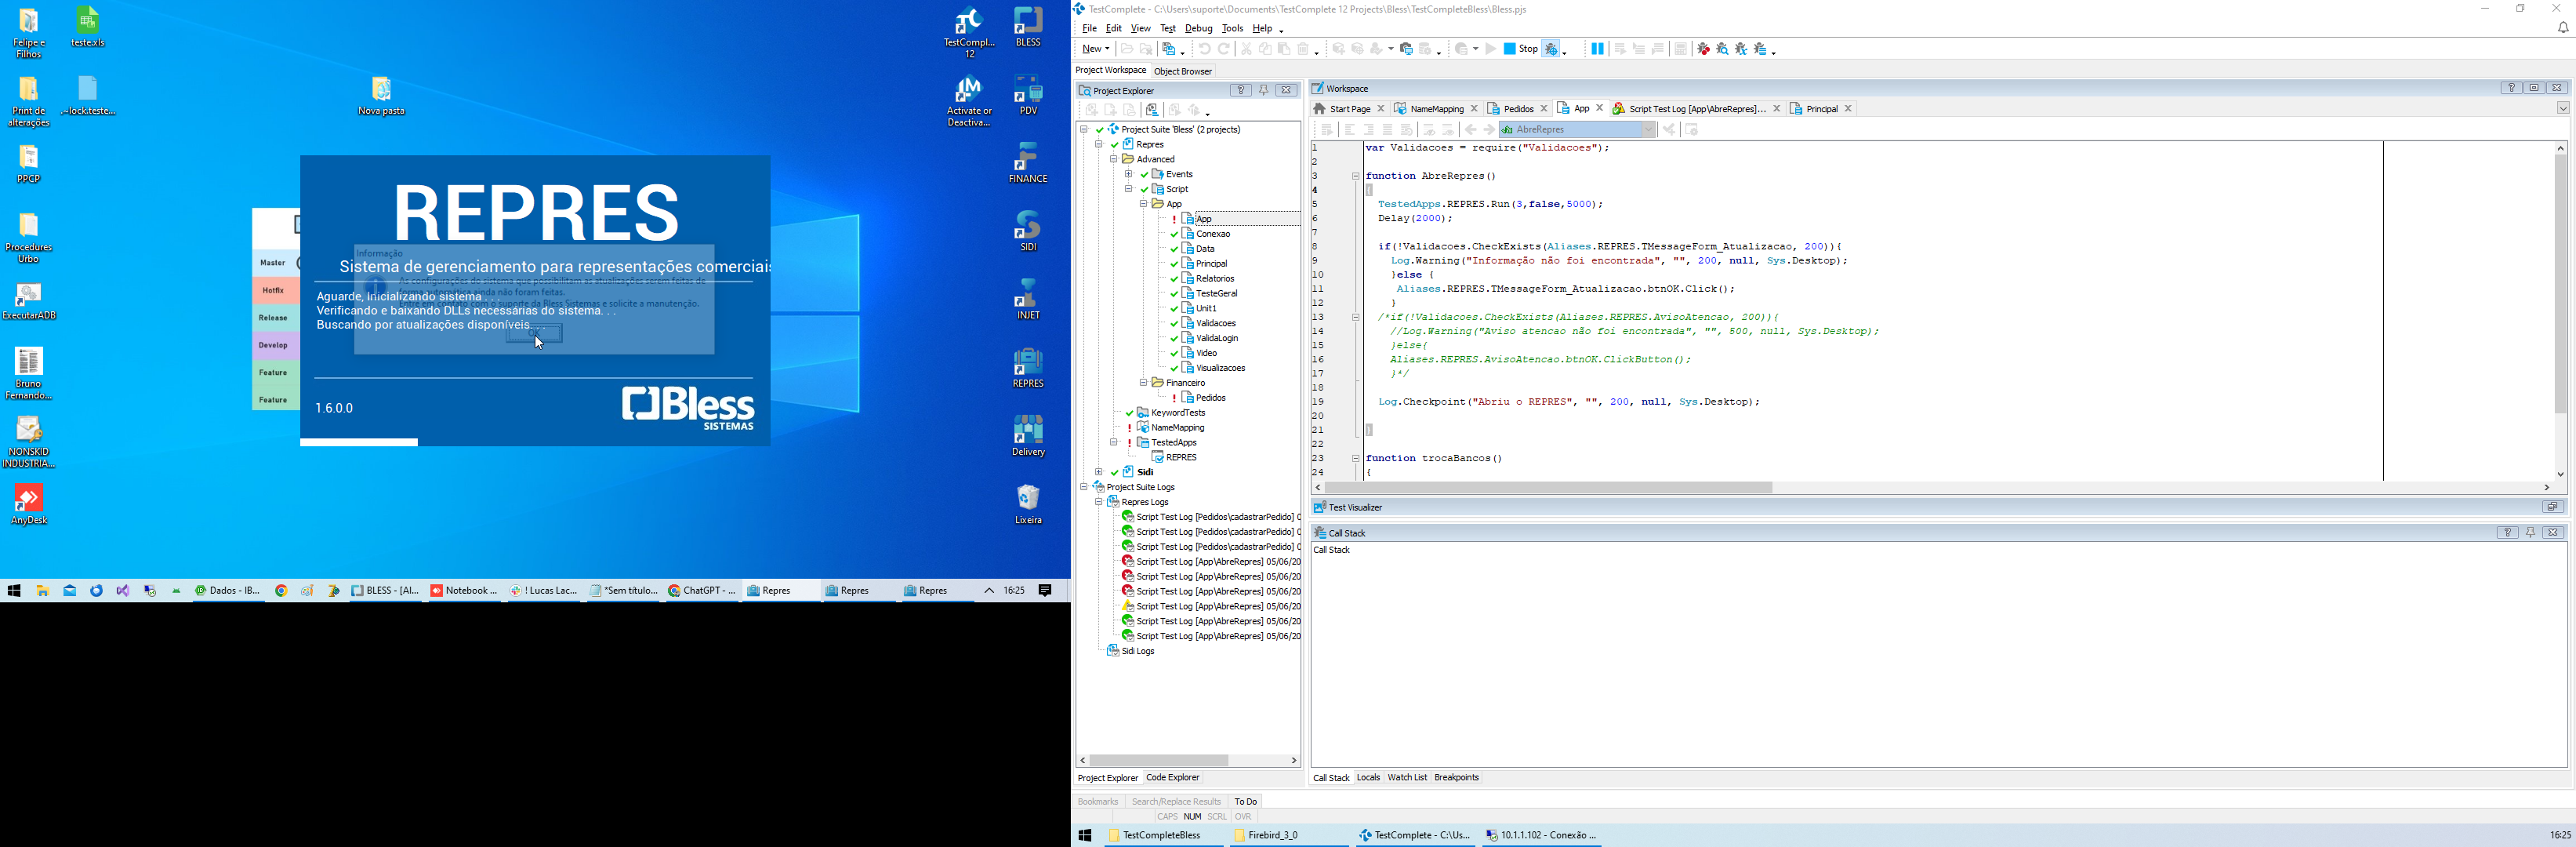 Felipe e
Filhos
teste.xls
Print de
alterações
.~lock.teste...
PPCP
Procedures
Urbo
ExecutarADB
Bruno
Fernando...
NONSKID
INDUSTRIA...
AnyDesk
Nova pasta
TestCompl...
12
BLESS
Activate or
Deactiva...
PDV
FINANCE
SIDI
INJET
REPRES
Delivery
Lixeira
Master
Hotfix
Release
Develop
Feature
Feature
REPRES
Informação
Sistema de gerenciamento para representações comerciais
As configurações do sistema que possibilitam as atualizações serem feitas de
forma automática ainda não foram feitas.
Entre em contato com o suporte da Bless Sistemas e solicite a manutenção.
OK
Aguarde, Inicializando sistema . . .
Verificando e baixando DLLs necessárias do sistema. . .
Buscando por atualizações disponíveis. . .
1.6.0.0
Bless
SISTEMAS
Dados - IB...
BLESS - [Al...
Notebook ...
! Lucas Lac...
*Sem título...
ChatGPT - ...
Repres
Repres
Repres
16:25
TestComplete - C:\Users\suporte\Documents\TestComplete 12 Projects\Bless\TestCompleteBless\Bless.pjs
File Edit View Test Debug Tools Help
New
Stop
Project Workspace Object Browser
Project Explorer
Project Suite 'Bless' (2 projects)
Repres
Advanced
Events
Script
App
App
Conexao
Data
Principal
Relatorios
TesteGeral
Unit1
Validacoes
ValidaLogin
Video
Visualizacoes
Financeiro
Pedidos
KeywordTests
NameMapping
TestedApps
REPRES
Sidi
Project Suite Logs
Repres Logs
Script Test Log [Pedidos\cadastrarPedido] 0
Script Test Log [Pedidos\cadastrarPedido] 0
Script Test Log [Pedidos\cadastrarPedido] 0
Script Test Log [App\AbreRepres] 05/06/20
Script Test Log [App\AbreRepres] 05/06/20
Script Test Log [App\AbreRepres] 05/06/20
Script Test Log [App\AbreRepres] 05/06/20
Script Test Log [App\AbreRepres] 05/06/20
Script Test Log [App\AbreRepres] 05/06/20
Sidi Logs
Project Explorer Code Explorer
Workspace
Start Page NameMapping Pedidos App Script Test Log [App\AbreRepres]... Principal
AbreRepres
1 var Validacoes = require("Validacoes");
2
3 function AbreRepres()
4 {
5 TestedApps.REPRES.Run(3,false,5000);
6 Delay(2000);
7
8 if(!Validacoes.CheckExists(Aliases.REPRES.TMessageForm_Atualizacao, 200)){
9 Log.Warning("Informação não foi encontrada", "", 200, null, Sys.Desktop);
10 }else {
11 Aliases.REPRES.TMessageForm_Atualizacao.btnOK.Click();
12 }
13 /*if(!Validacoes.CheckExists(Aliases.REPRES.AvisoAtencao, 200)){
14 //Log.Warning("Aviso atencao não foi encontrada", "", 500, null, Sys.Desktop);
15 }else{
16 Aliases.REPRES.AvisoAtencao.btnOK.ClickButton();
17 }*/
18
19 Log.Checkpoint("Abriu o REPRES", "", 200, null, Sys.Desktop);
20
21 }
22
23 function trocaBancos()
24 {
Test Visualizer
Call Stack
Call Stack
Call Stack Locals Watch List Breakpoints
Bookmarks Search/Replace Results To Do
CAPS NUM SCRL OVR
TestCompleteBless
Firebird_3_0
TestComplete - C:\Us...
10.1.1.102 - Conexão ...
16:25